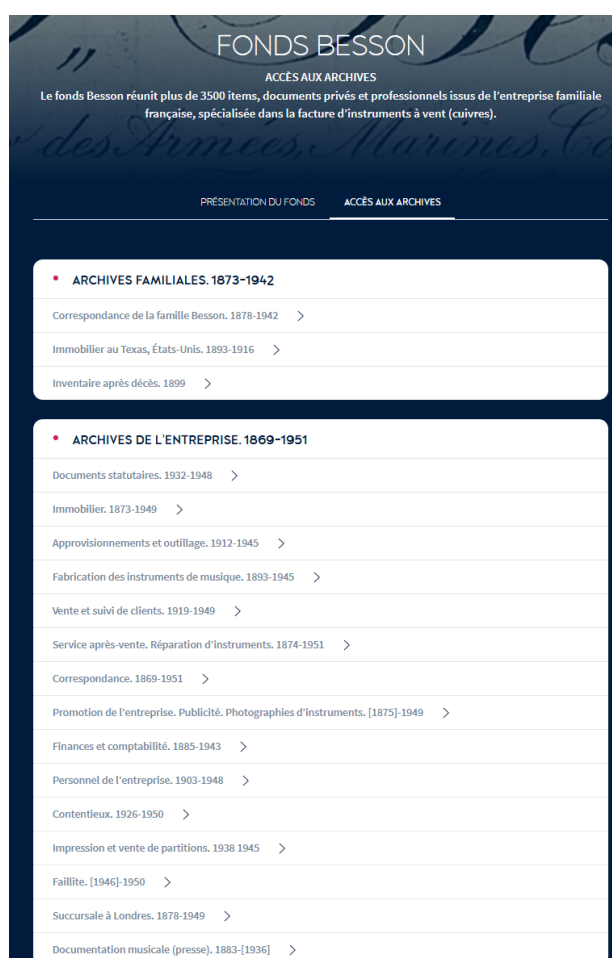 FONDS BESSON
ACCÈS AUX ARCHIVES
Le fonds Besson réunit plus de 3500 items, documents privés et professionnels issus de l'entreprise familiale
française, spécialisée dans la facture d'instruments à vent (cuivres).
des Armées, Marines, Co
PRÉSENTATION DU FONDS ACCÈS AUX ARCHIVES
• ARCHIVES FAMILIALES. 1873-1942
Correspondance de la famille Besson. 1878-1942 >
Immobilier au Texas, États-Unis. 1893-1916 >
Inventaire après décès. 1899 >
• ARCHIVES DE L'ENTREPRISE. 1869-1951
Documents statutaires. 1932-1948 >
Immobilier. 1873-1949 >
Approvisionnements et outillage. 1912-1945 >
Fabrication des instruments de musique. 1893-1945 >
Vente et suivi de clients. 1919-1949 >
Service après-vente. Réparation d'instruments. 1874-1951 >
Correspondance. 1869-1951 >
Promotion de l'entreprise. Publicité. Photographies d'instruments. [1875]-1949 >
Finances et comptabilité. 1885-1943 >
Personnel de l'entreprise. 1903-1948 >
Contentieux. 1926-1950 >
Impression et vente de partitions. 1938 1945 >
Faillite. [1946]-1950 >
Succursale à Londres. 1878-1949 >
Documentation musicale (presse). 1883-[1936] >